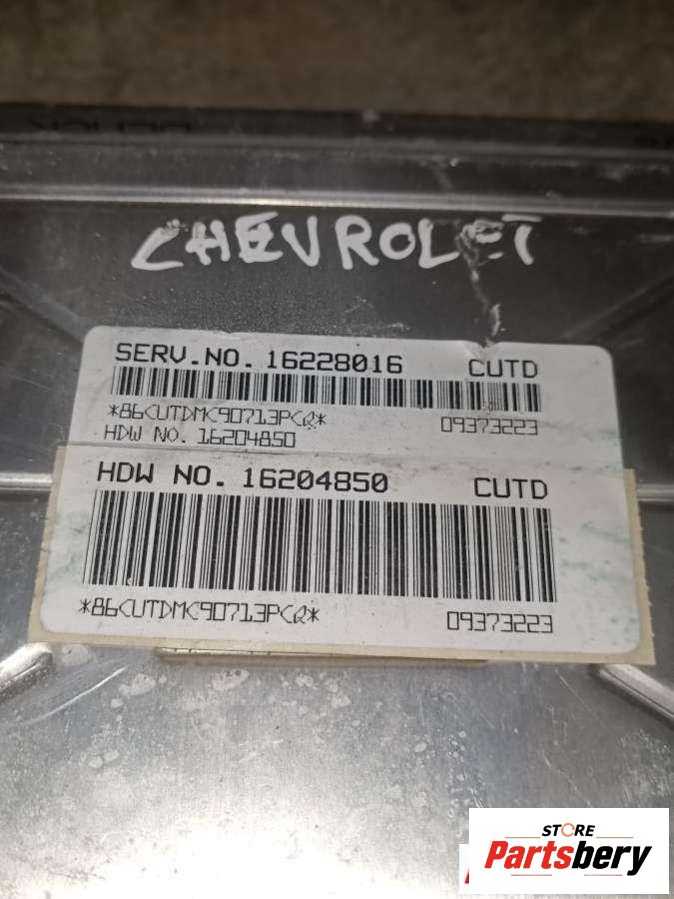 CHEVROLET
SERV.NO. 16228016 CUTD
*86CUTDMC90713PCQ*
09373223
HDW NO. 16204850
HDW NO. 16204850 CUTD
*86CUTDMC90713PCQ*
09373223
STORE
Partsbery